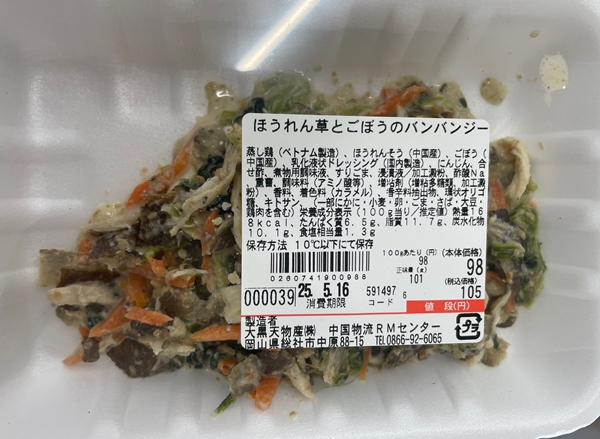 ほうれん草とごぼうのバンバンジー
蒸し鶏（ベトナム製造）、ほうれんそう（中国産）、ごぼう（
中国産）、乳化液状ドレッシング（国内製造）、にんじん、合
せ酢、煮物用調味液、すりごま、浸漬液／加工澱粉、酢酸Na
、重曹、調味料（アミノ酸等）、増粘剤（増粘多糖類、加工澱
粉）、香料、着色料（カラメル）、香辛料抽出物、環状オリゴ
糖、キトサン、（一部にかに・小麦・卵・ごま・さば・大豆・
鶏肉を含む）栄養成分表示（100g当り／推定値）熱量16
8kcal、たんぱく質6.5g、脂質11.7g、炭水化物
10.1g、食塩相当量1.3g
保存方法 10℃以下にて保存
100gあたり（円）（本体価格）
98 98
正味量（g）
101 （税込価格）
0260741900988
000039 25. 5.16 591497 6 105
消費期限 コード 値 段(円)
製造者
大黒天物産㈱ 中国物流RMセンター
岡山県総社市中原88-15 TEL0866-92-6065
プラ